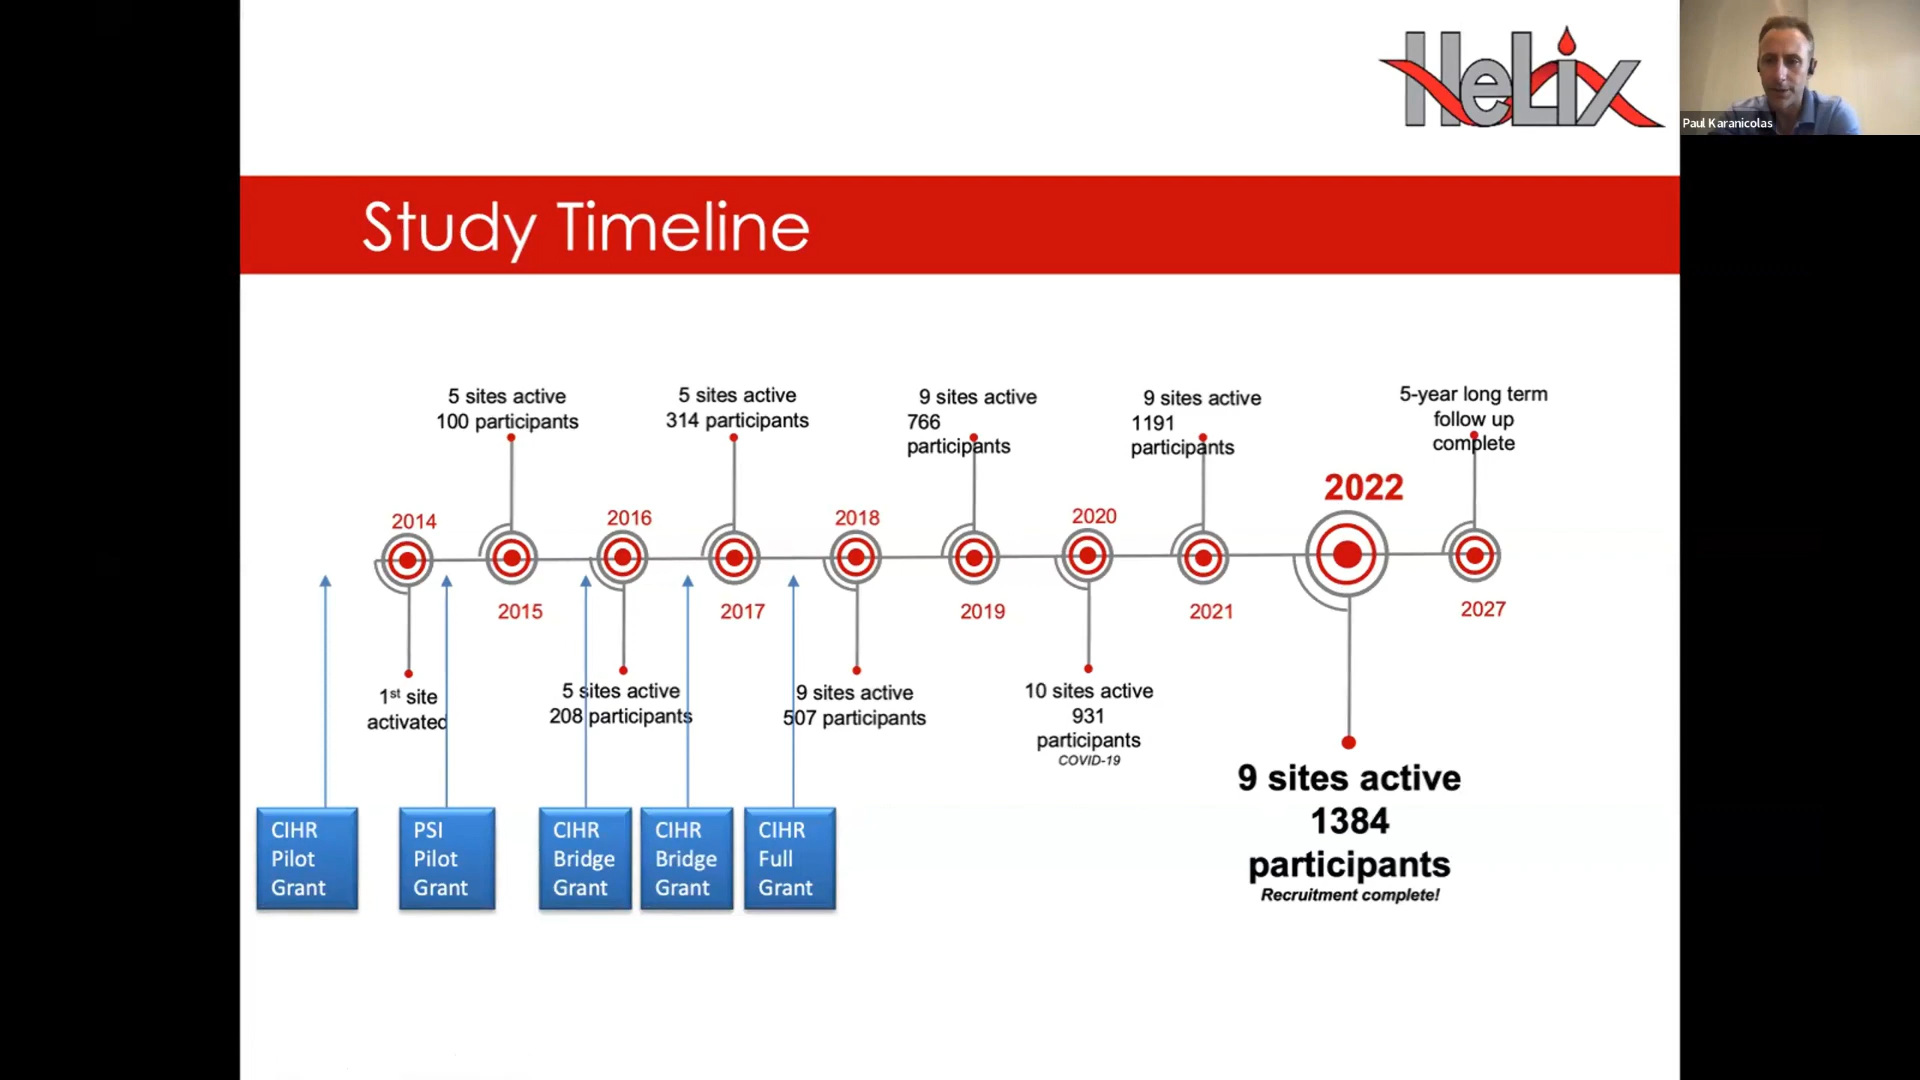 HeLix
Paul Karanicolas
Study Timeline
5 sites active
100 participants
5 sites active
314 participants
9 sites active
766
participants
9 sites active
1191
participants
5-year long term
follow up
complete
2014
2016
2018
2020
2022
2015
2017
2019
2021
2027
1st site
activated
5 sites active
208 participants
9 sites active
507 participants
10 sites active
931
participants
COVID-19
9 sites active
1384
participants
Recruitment complete!
CIHR
Pilot
Grant
PSI
Pilot
Grant
CIHR
Bridge
Grant
CIHR
Bridge
Grant
CIHR
Full
Grant